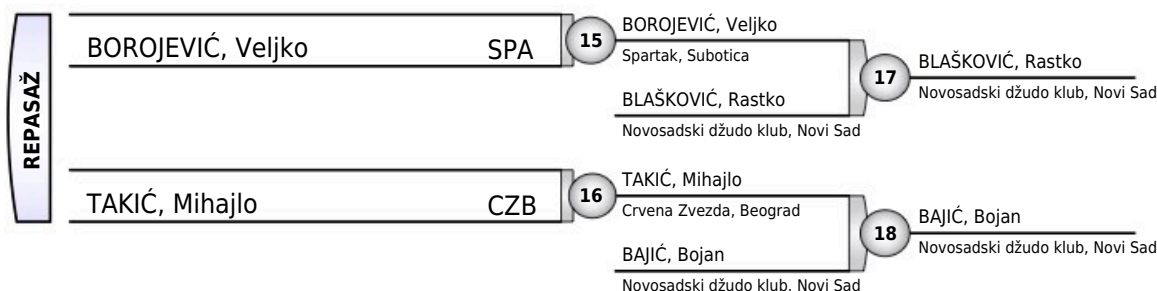 REPASAŽ
BOROJEVIĆ, Veljko SPA
15
BOROJEVIĆ, Veljko
Spartak, Subotica
BLAŠKOVIĆ, Rastko
Novosadski džudo klub, Novi Sad
17
BLAŠKOVIĆ, Rastko
Novosadski džudo klub, Novi Sad
TAKIĆ, Mihajlo CZB
16
TAKIĆ, Mihajlo
Crvena Zvezda, Beograd
BAJIĆ, Bojan
Novosadski džudo klub, Novi Sad
18
BAJIĆ, Bojan
Novosadski džudo klub, Novi Sad